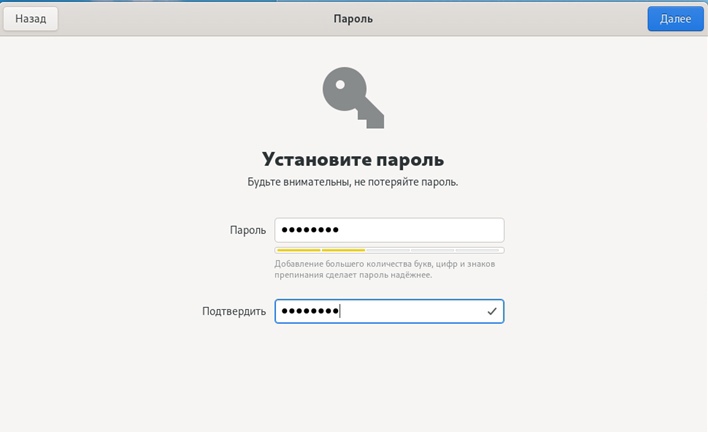 Назад
Пароль
Далее
Установите пароль
Будьте внимательны, не потеряйте пароль.
Пароль
●●●●●●●●
Добавление большего количества букв, цифр и знаков
препинания сделает пароль надёжнее.
Подтвердить
●●●●●●●●